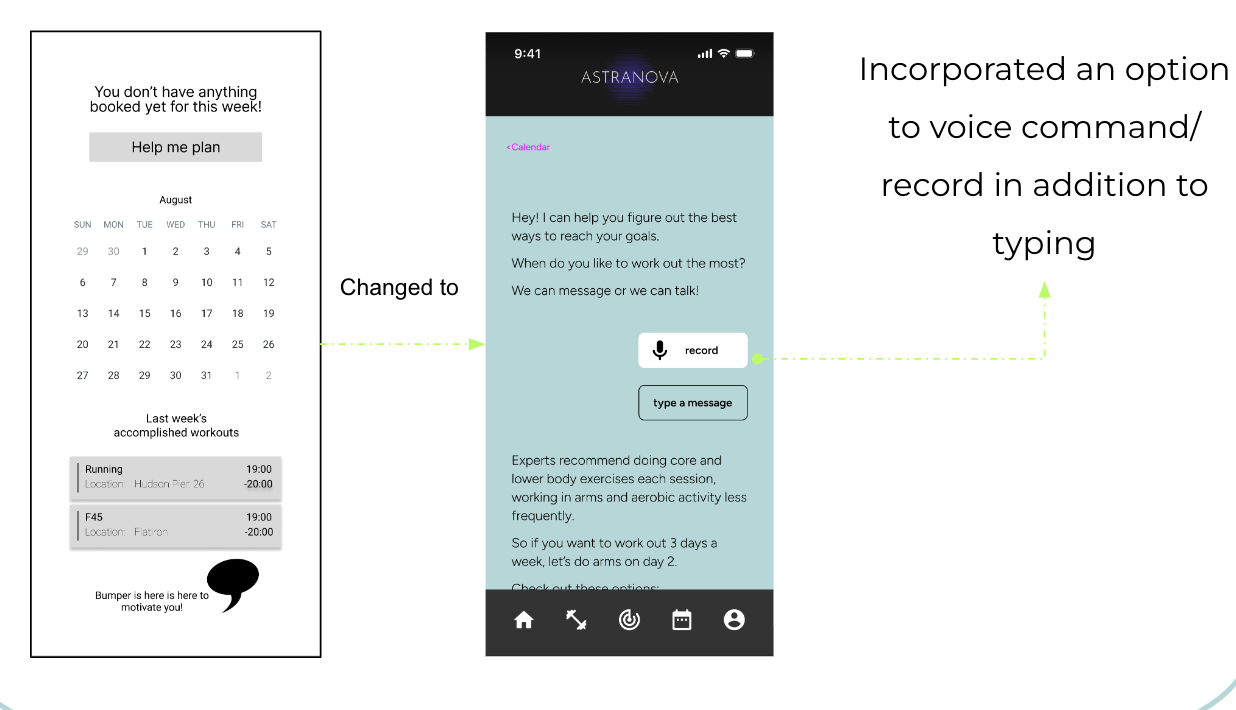 You don't have anything
booked yet for this week!
Help me plan
August
SUN MON TUE WED THU FRI SAT
29 30 1 2 3 4 5
6 7 8 9 10 11 12
13 14 15 16 17 18 19
20 21 22 23 24 25 26
27 28 29 30 31 1 2
Last week's
accomplished workouts
Running 19:00
Location: Hudson Pier. 26 -20:00
F45 19:00
Location: Flatiron -20:00
Bumper is here is here to
motivate you!
Changed to
9:41
ASTRANOVA
<Calendar
Hey! I can help you figure out the best
ways to reach your goals.
When do you like to work out the most?
We can message or we can talk!
record
type a message
Experts recommend doing core and
lower body exercises each session,
working in arms and aerobic activity less
frequently.
So if you want to work out 3 days a
week, let's do arms on day 2.
Check out these options:
Incorporated an option
to voice command/
record in addition to
typing